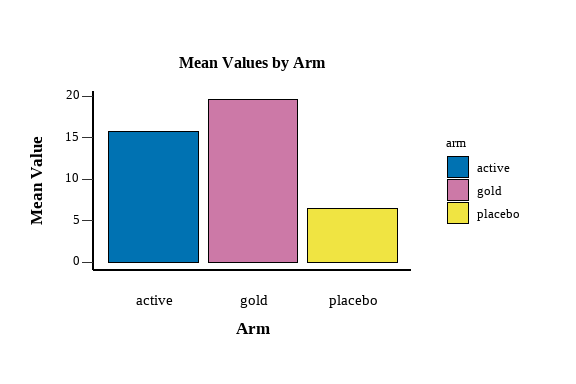 Mean Values by Arm
Mean Value
20
15
10
5
0
active
gold
placebo
Arm
arm
active
gold
placebo